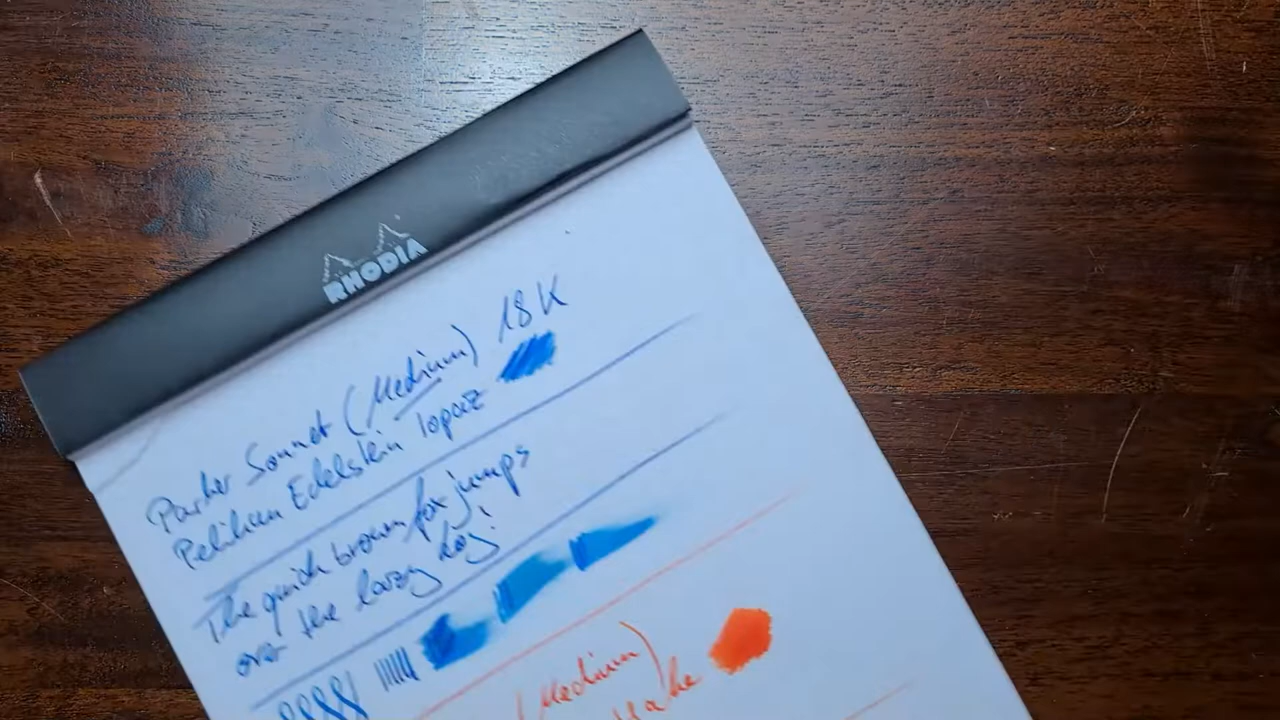 RHODIA
Parker Sonnet (Medium) 18K
Pelikan Edelstein Topaz
The quick brown fox jumps
over the lazy dog
(Medium)